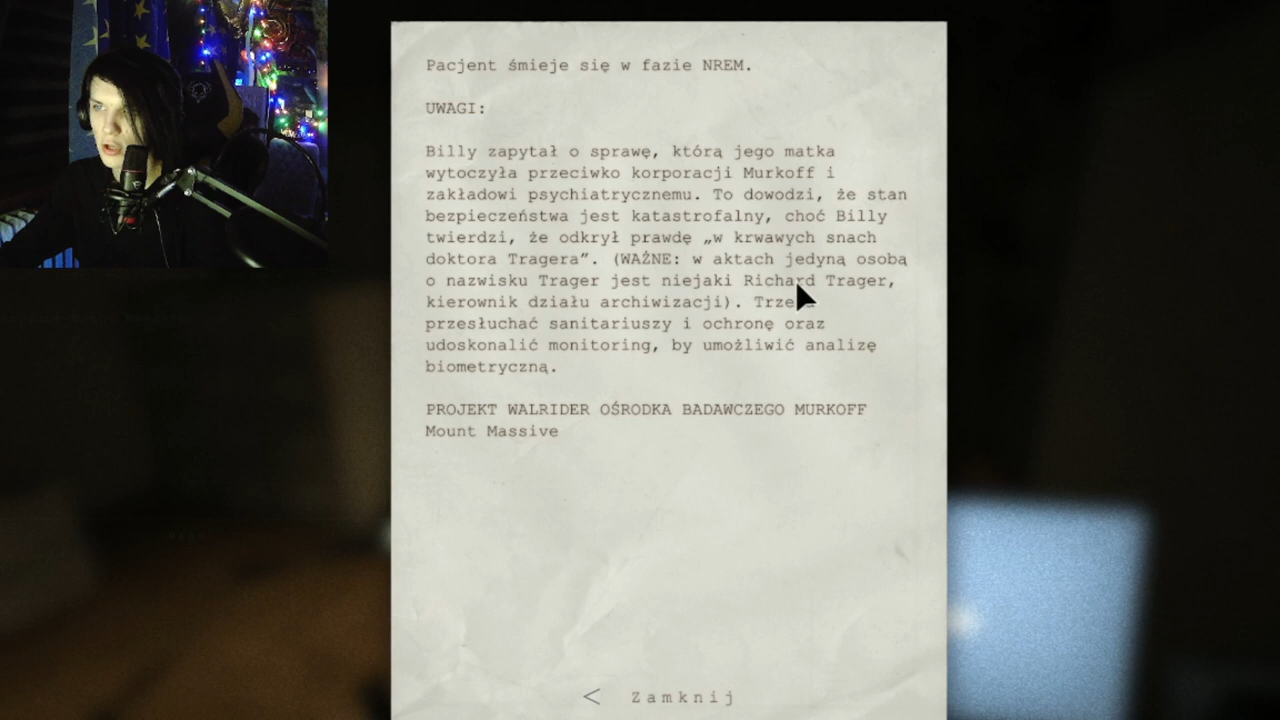 Pacjent śmieje się w fazie NREM.
UWAGI:
Billy zapytał o sprawę, którą jego matka
wytoczyła przeciwko korporacji Murkoff i
zakładowi psychiatrycznemu. To dowodzi, że stan
bezpieczeństwa jest katastrofalny, choć Billy
twierdzi, że odkrył prawdę „w krwawych snach
doktora Tragera”. (WAŻNE: w aktach jedyną osobą
o nazwisku Trager jest niejaki Richard Trager,
kierownik działu archiwizacji).
przesłuchać sanitariuszy i ochronę oraz
udoskonalić monitoring, by umożliwić analizę
biometryczną.
PROJEKT WALRIDER OŚRODKA BADAWCZEGO MURKOFF
Mount Massive
< Zamknij